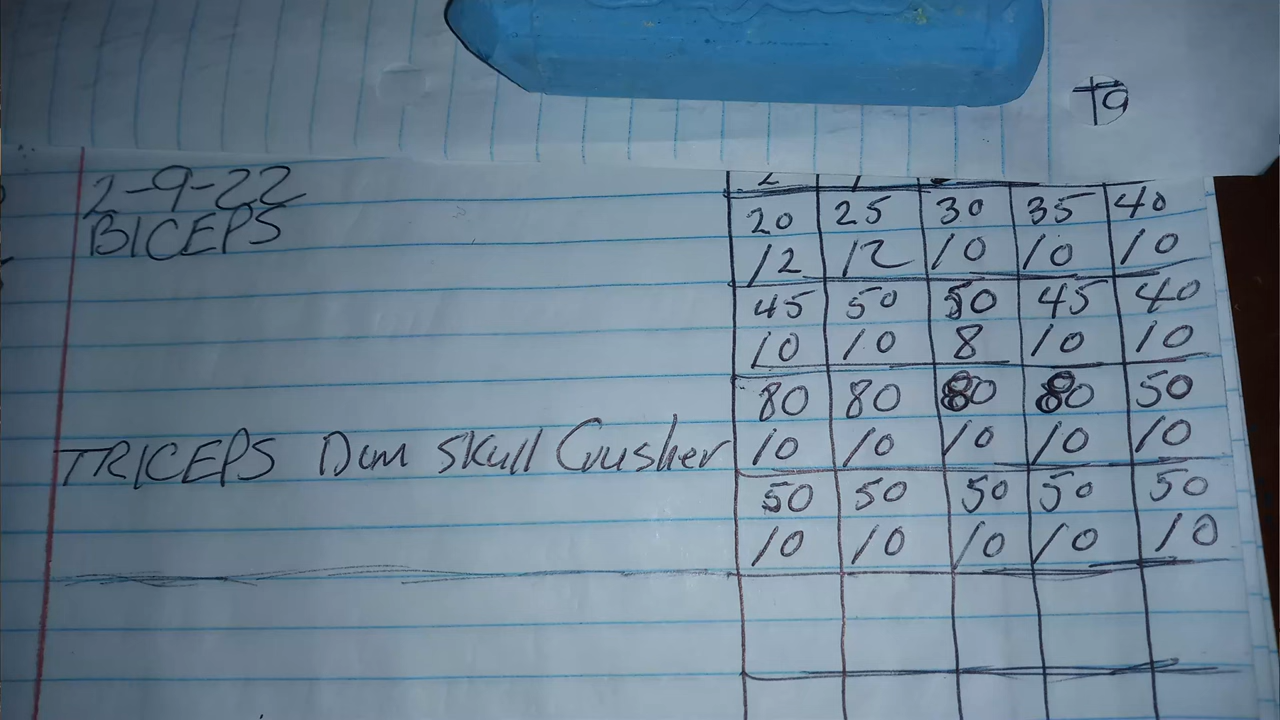 2-9-22
BICEPS
20 25 30 35 40
12 12 10 10 10
45 50 50 45 40
10 10 8 10 10
80 80 80 80 50
TRICEPS Dum Skull Crusher 10 10 10 10 10
50 50 50 50 50
10 10 10 10 10